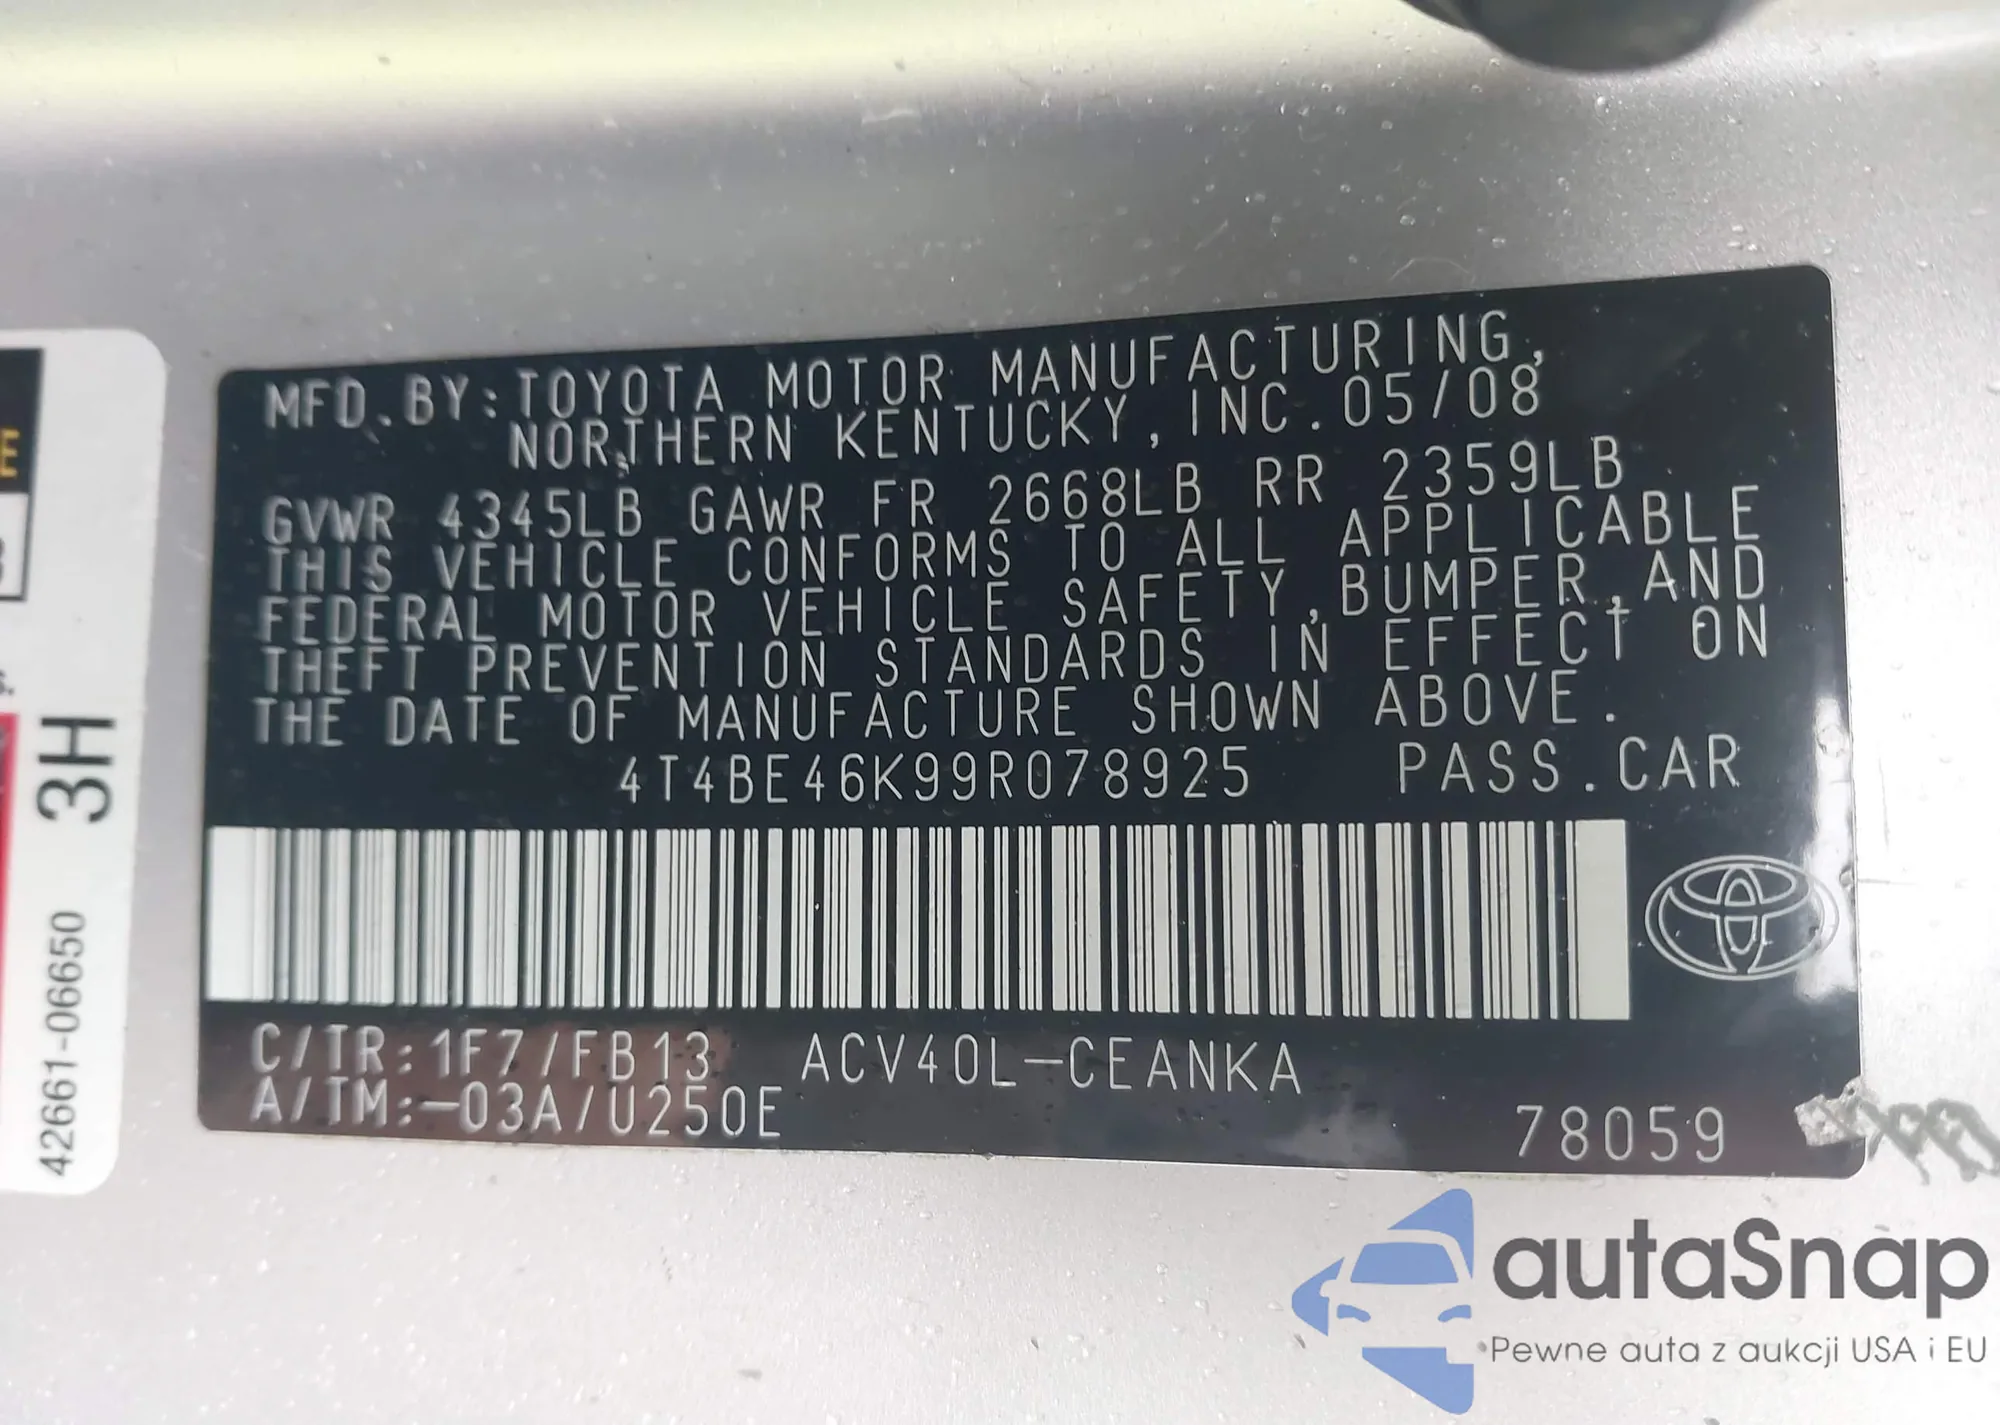 MFD.BY:TOYOTA MOTOR MANUFACTURING,
NORTHERN KENTUCKY, INC.05/08
GVWR 4345LB GAWR FR 2668LB RR 2359LB
THIS VEHICLE CONFORMS TO ALL APPLICABLE
FEDERAL MOTOR VEHICLE SAFETY,BUMPER,AND
THEFT PREVENTION STANDARDS IN EFFECT ON
THE DATE OF MANUFACTURE SHOWN ABOVE.
4T4BE46K99R078925 PASS.CAR
C/TR:1F7/FB13 ACV40L-CEANKA
A/TM:-03A/U250E
78059
E
s.
3H
42661-06650
autaSnap
Pewne auta z aukcji USA i EU